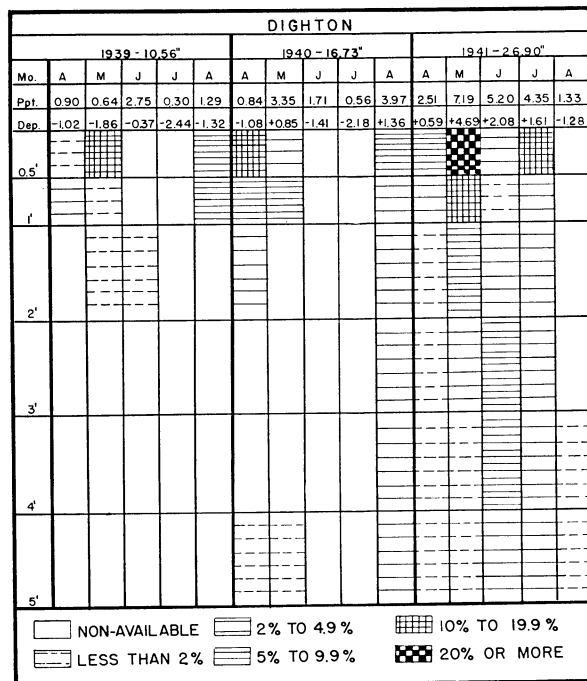 DIGHTON
1939 - 10.56" 1940 - 16.73" 1941 - 26.90"
Mo. A M J J A A M J J A A M J J A
Ppt. 0.90 0.64 2.75 0.30 1.29 0.84 3.35 1.71 0.56 3.97 2.51 7.19 5.20 4.35 1.33
Dep. -1.02 -1.86 -0.37 -2.44 -1.32 -1.08 +0.85 -1.41 -2.18 +1.36 +0.59 +4.69 +2.08 +1.61 -1.28
0.5'
1'
2'
3'
4'
5'
NON-AVAILABLE 2% TO 4.9% 10% TO 19.9%
LESS THAN 2% 5% TO 9.9% 20% OR MORE